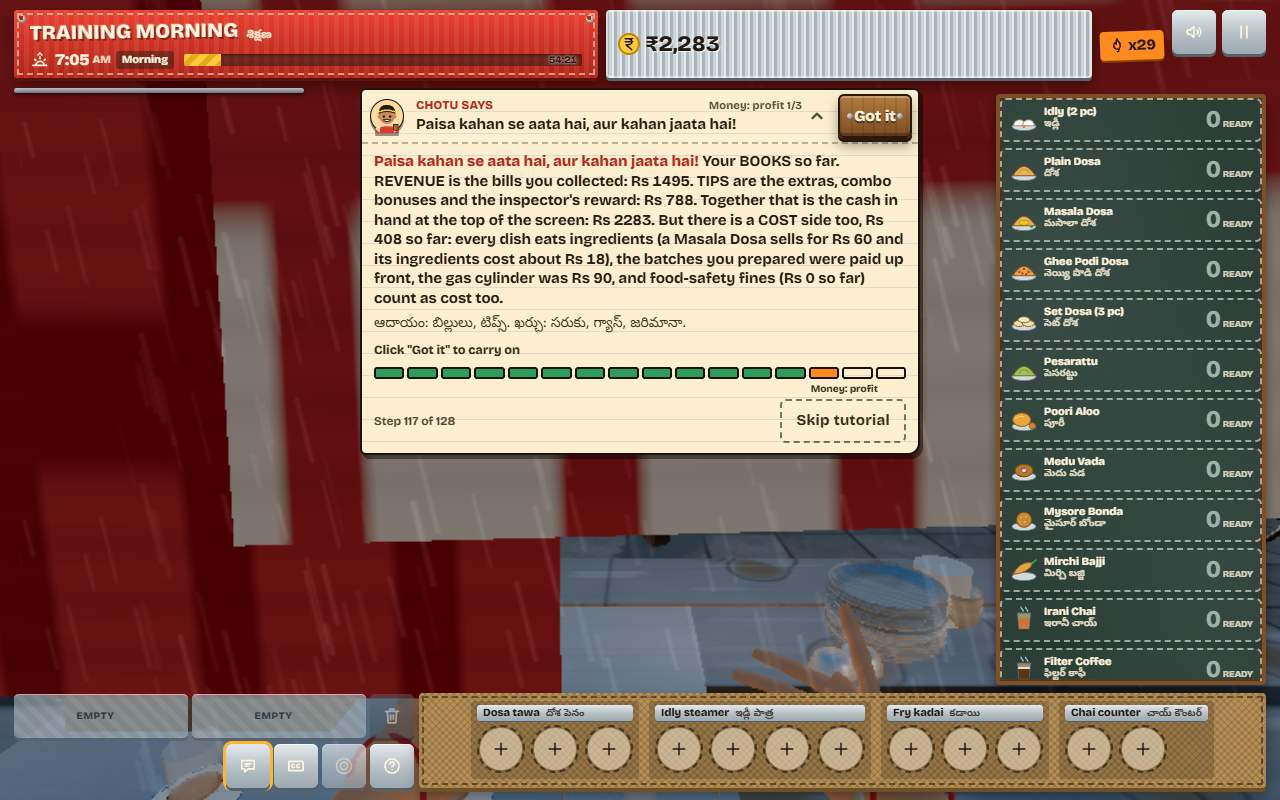 TRAINING MORNING శిక్షణ
7:05 AM Morning 54:21
₹2,283
x29
CHOTU SAYS
Money: profit 1/3
Paisa kahan se aata hai, aur kahan jaata hai!
Got it
Paisa kahan se aata hai, aur kahan jaata hai! Your BOOKS so far.
REVENUE is the bills you collected: Rs 1495. TIPS are the extras, combo
bonuses and the inspector's reward: Rs 788. Together that is the cash in
hand at the top of the screen: Rs 2283. But there is a COST side too, Rs
408 so far: every dish eats ingredients (a Masala Dosa sells for Rs 60 and
its ingredients cost about Rs 18), the batches you prepared were paid up
front, the gas cylinder was Rs 90, and food-safety fines (Rs 0 so far)
count as cost too.
ఆదాయం: బిల్లులు, టిప్స్. ఖర్చు: సరుకు, గ్యాస్, జరిమానా.
Click "Got it" to carry on
Money: profit
Step 117 of 128
Skip tutorial
Idly (2 pc)
ఇడ్లీ
0 READY
Plain Dosa
దోశ
0 READY
Masala Dosa
మసాలా దోశ
0 READY
Ghee Podi Dosa
నెయ్యి పొడి దోశ
0 READY
Set Dosa (3 pc)
సెట్ దోశ
0 READY
Pesarattu
పెసరట్టు
0 READY
Poori Aloo
పూరీ
0 READY
Medu Vada
మెదు వడ
0 READY
Mysore Bonda
మైసూర్ బోండా
0 READY
Mirchi Bajji
మిర్చి బజ్జి
0 READY
Irani Chai
ఇరానీ చాయ్
0 READY
Filter Coffee
ఫిల్టర్ కాఫీ
0 READY
EMPTY
EMPTY
CC
Dosa tawa దోశ పెనం
Idly steamer ఇడ్లీ పాత్ర
Fry kadai కడాయి
Chai counter చాయ్ కౌంటర్